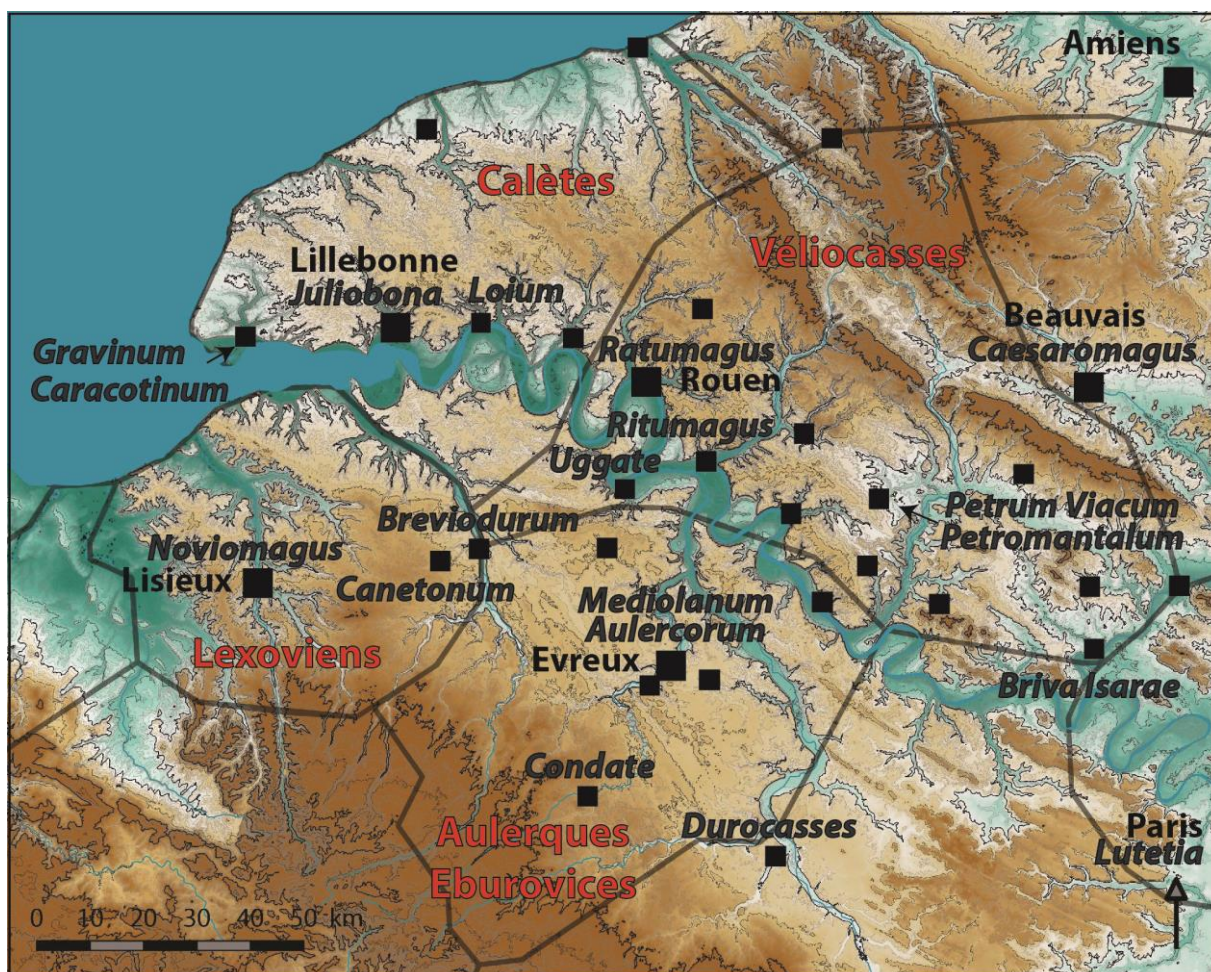 Amiens
Calètes
Véliocasses
Lillebonne
Juliobona
Loium
Beauvais
Caesaromagus
Gravinum
Caracotinum
Ratumagus
Rouen
Ritumagus
Uggate
Petrum Viacum
Petromantalum
Breviodurum
Noviomagus
Lisieux
Canetonum
Mediolanum
Aulercorum
Lexoviens
Evreux
Briva Isarae
Condate
Aulerques
Eburovices
Durocasses
Paris
Lutetia
0 10 20 30 40 50 km